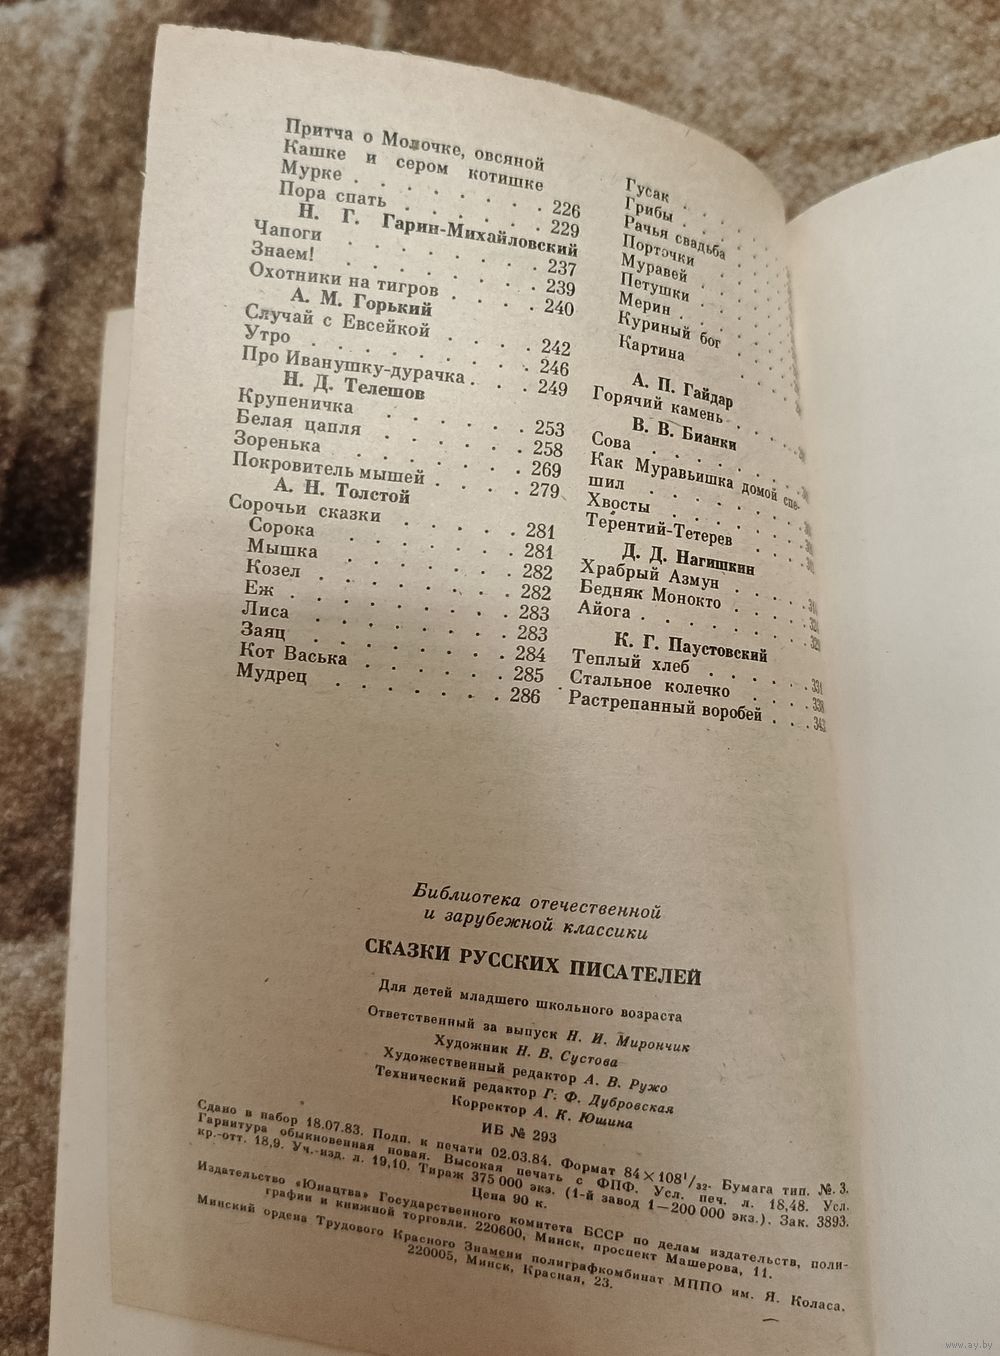 Притча о Молочке, овсяной
Кашке и сером котишке
Мурке . . . . . . . 226
Пора спать . . . . . . 229
Н. Г. Гарин-Михайловский
Чапоги . . . . . . . 237
Знаем! . . . . . . . 239
Охотники на тигров . . . . 240
А. М. Горький
Случай с Евсейкой . . . . 242
Утро . . . . . . . . 246
Про Иванушку-дурачка . . . 249
Н. Д. Телешов
Крупеничка . . . . . . 253
Белая цапля . . . . . . 258
Зоренька . . . . . . . 269
Покровитель мышей . . . . 279
А. Н. Толстой
Сорочьи сказки . . . . . 281
Сорока . . . . . . . 281
Мышка . . . . . . . 282
Козел . . . . . . . 282
Еж . . . . . . . . 283
Лиса . . . . . . . 283
Заяц . . . . . . . 284
Кот Васька . . . . . 285
Мудрец . . . . . . 286
Гусак . . .
Грибы . . . .
Рачья свадьба . .
Порточки . . . .
Муравей . . . .
Петушки . . . .
Мерин . . . . .
Куриный бог . . .
Картина . . . .
А. П. Гайдар
Горячий камень . . . .
В. В. Бианки
Сова . . . . . . .
Как Муравьишка домой спе-
шил . . . . . . .
Хвосты . . . . . .
Терентий-Тетерев . . .
Д. Д. Нагишкин
Храбрый Азмун . . . .
Бедняк Монокто . . . .
Айога . . . . . . . 329
К. Г. Паустовский
Теплый хлеб . . . . . 331
Стальное колечко . . . 338
Растрепанный воробей . . . 343
Библиотека отечественной
и зарубежной классики
СКАЗКИ РУССКИХ ПИСАТЕЛЕЙ
Для детей младшего школьного возраста
Ответственный за выпуск Н. И. Мирончик
Художник Н. В. Сустова
Художественный редактор А. В. Ружо
Технический редактор Г. Ф. Дубровская
Корректор А. К. Юшина
ИБ № 293
Сдано в набор 18.07.83. Подп. к печати 02.03.84. Формат 84×108¹/₃₂. Бумага тип. № 3.
Гарнитура обыкновенная новая. Высокая печать с ФПФ. Усл. печ. л. 18,48. Усл.
кр.-отт. 18,9. Уч.-изд. л. 19,10. Тираж 375 000 экз. (1-й завод 1—200 000 экз.). Зак. 3893.
Цена 90 к.
Издательство «Юнацтва» Государственного комитета БССР по делам издательств, поли-
графии и книжной торговли. 220600, Минск, проспект Машерова, 11.
Минский ордена Трудового Красного Знамени полиграфкомбинат МППО им. Я. Коласа.
220005, Минск, Красная, 23.
www.ay.by